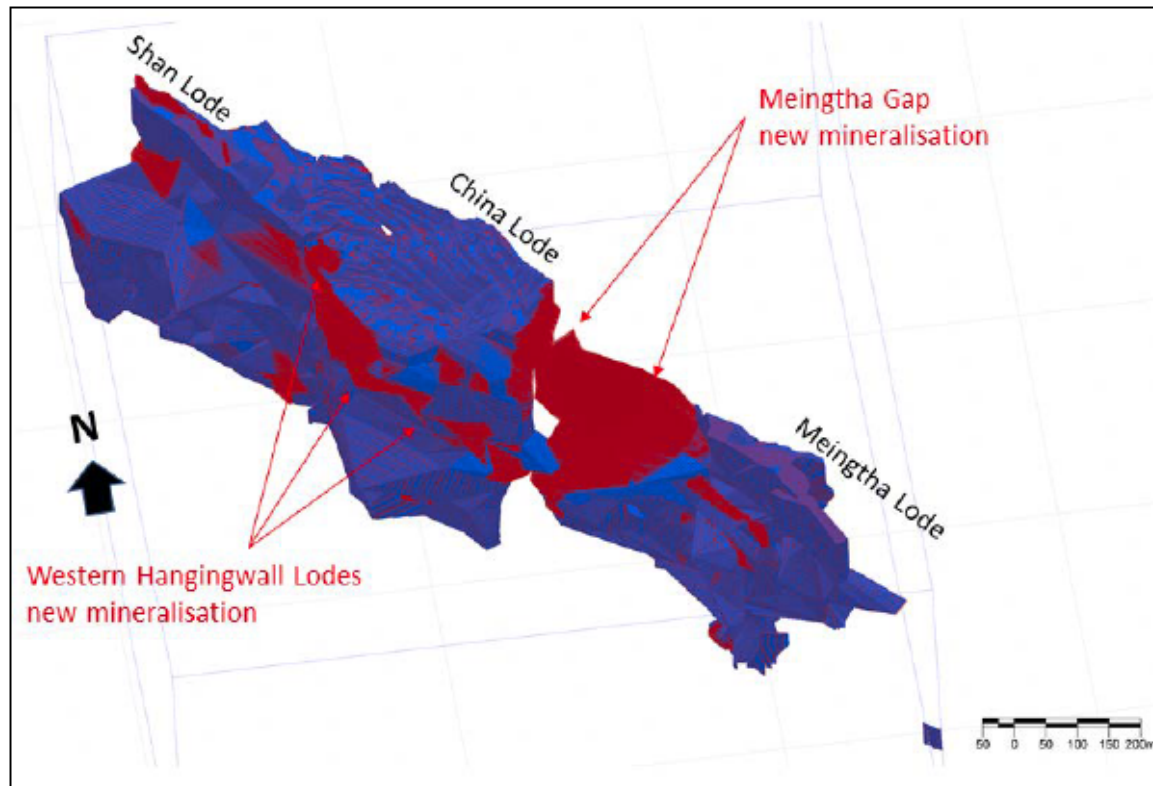 Shan Lode
China Lode
Meingtha Gap
new mineralisation
Meingtha Lode
N
Western Hangingwall Lodes
new mineralisation
50 0 50 100 150 200m